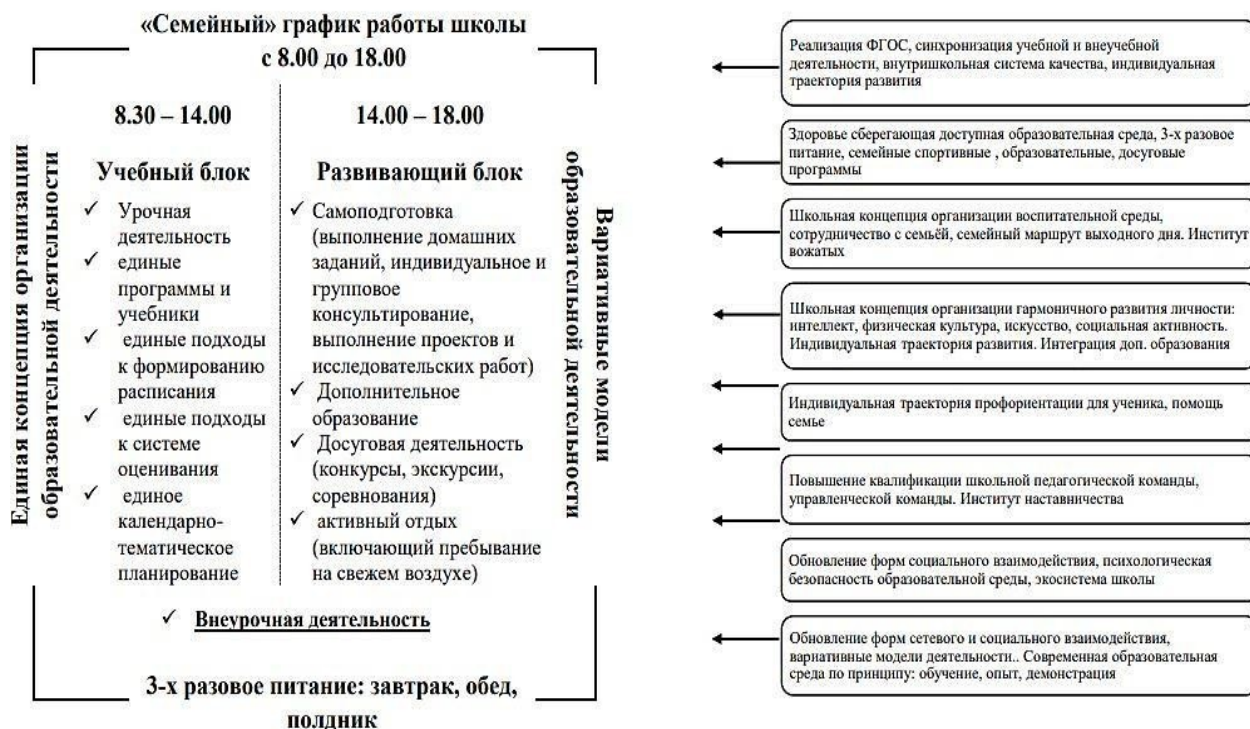 «Семейный» график работы школы
с 8.00 до 18.00
Единая концепция организации
образовательной деятельности
8.30 – 14.00
Учебный блок
✓ Урочная
деятельность
✓ единые
программы и
учебники
✓ единые подходы
к формированию
расписания
✓ единые подходы
к системе
оценивания
✓ единое
календарно-
тематическое
планирование
14.00 – 18.00
Развивающий блок
✓ Самоподготовка
(выполнение домашних
заданий, индивидуальное и
групповое
консультирование,
выполнение проектов и
исследовательских работ)
✓ Дополнительное
образование
✓ Досуговая деятельность
(конкурсы, экскурсии,
соревнования)
✓ активный отдых
(включающий пребывание
на свежем воздухе)
Вариативные модели
образовательной деятельности
✓ Внеурочная деятельность
3-х разовое питание: завтрак, обед,
полдник
Реализация ФГОС, синхронизация учебной и внеучебной
деятельности, внутришкольная система качества, индивидуальная
траектория развития
Здоровье сберегающая доступная образовательная среда, 3-х разовое
питание, семейные спортивные , образовательные, досуговые
программы
Школьная концепция организации воспитательной среды,
сотрудничество с семьёй, семейный маршрут выходного дня. Институт
вожатых
Школьная концепция организации гармоничного развития личности:
интеллект, физическая культура, искусство, социальная активность.
Индивидуальная траектория развития. Интеграция доп. образования
Индивидуальная траектория профориентации для ученика, помощь
семье
Повышение квалификации школьной педагогической команды,
управленческой команды. Институт наставничества
Обновление форм социального взаимодействия, психологическая
безопасность образовательной среды, экосистема школы
Обновление форм сетевого и социального взаимодействия,
вариативные модели деятельности.. Современная образовательная
среда по принципу: обучение, опыт, демонстрация